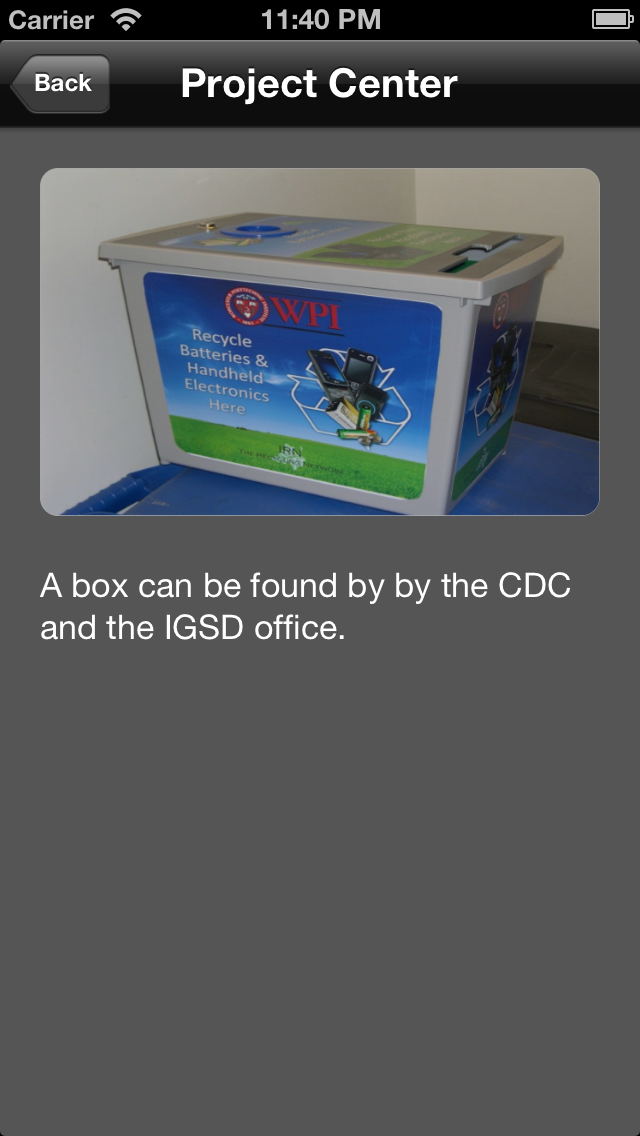 Carrier 11:40 PM
Back Project Center
WPI
Recycle
Batteries &
Handheld
Electronics
Here
IRN
A box can be found by by the CDC
and the IGSD office.